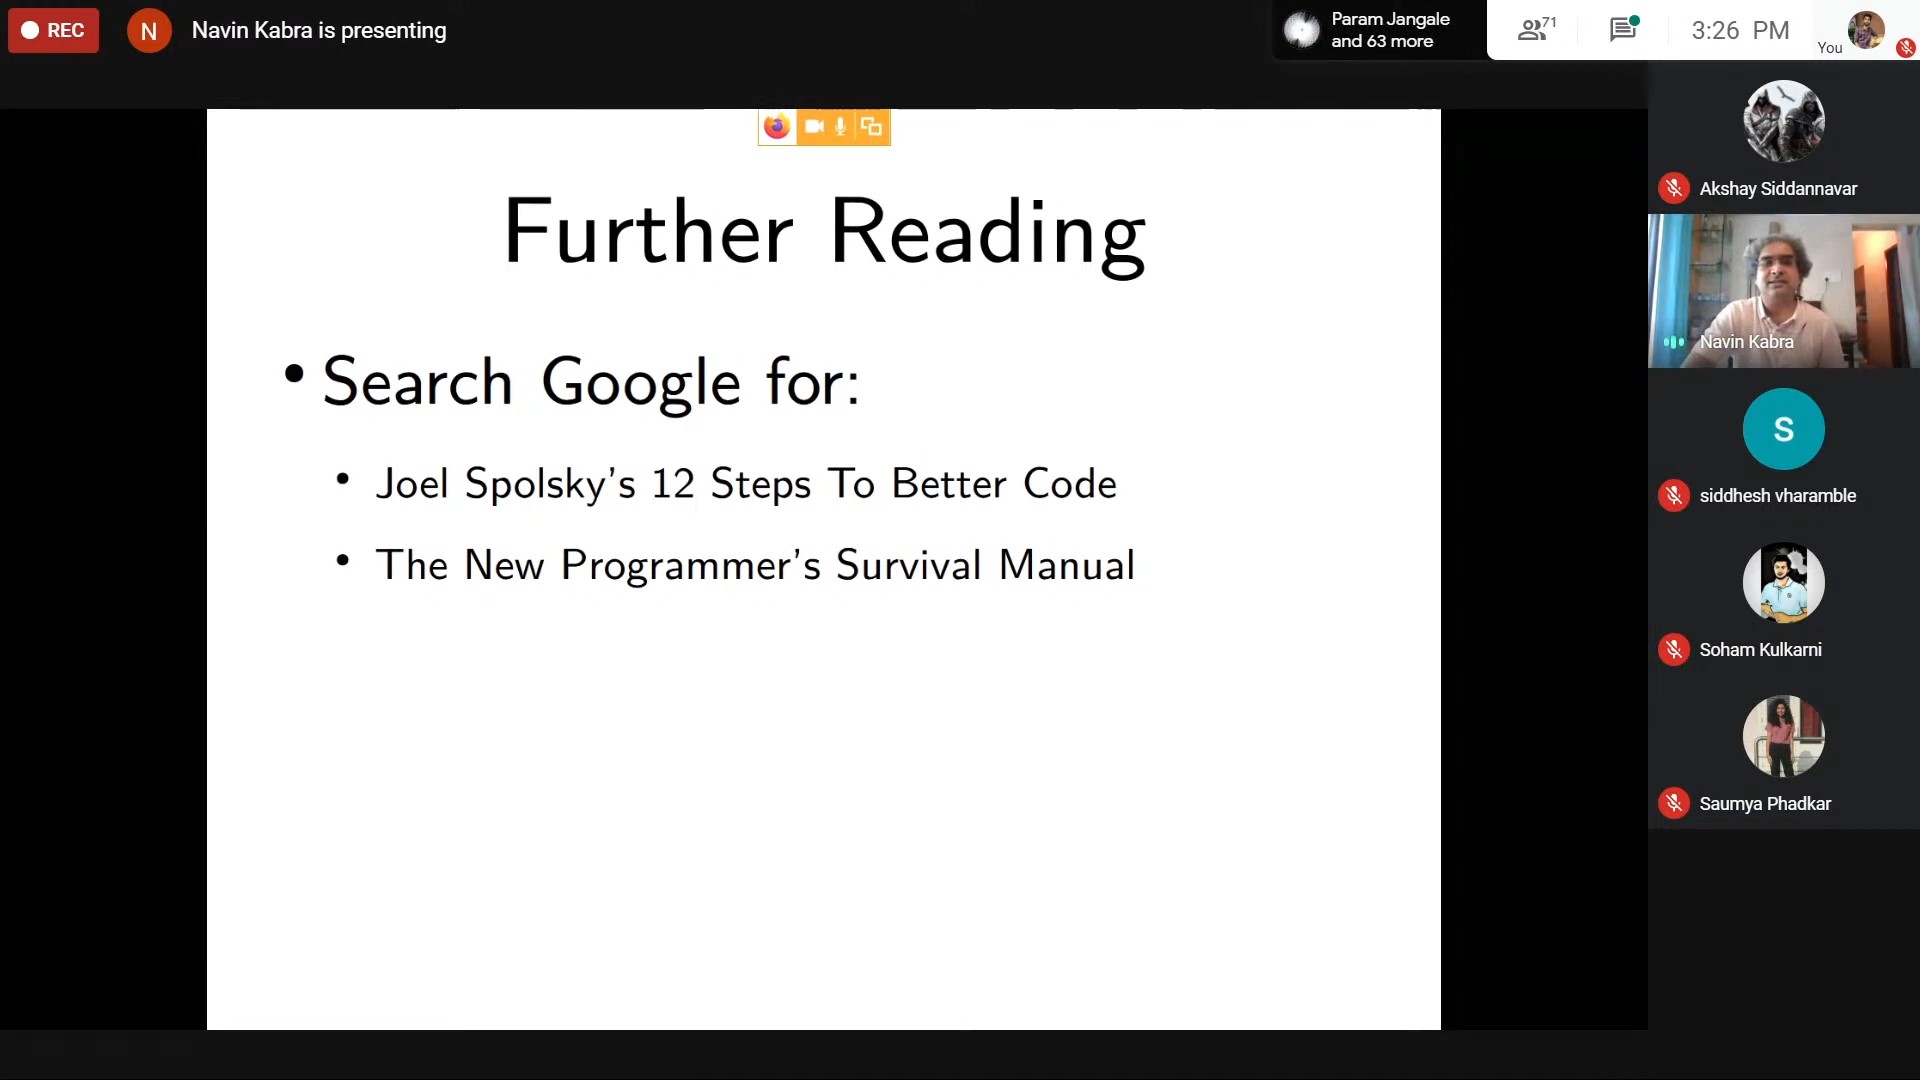 REC
N
Navin Kabra is presenting
Param Jangale
and 63 more
71
3:26 PM
You
Further Reading
• Search Google for:
• Joel Spolsky's 12 Steps To Better Code
• The New Programmer's Survival Manual
Akshay Siddannavar
Navin Kabra
S
siddhesh vharamble
Soham Kulkarni
Saumya Phadkar